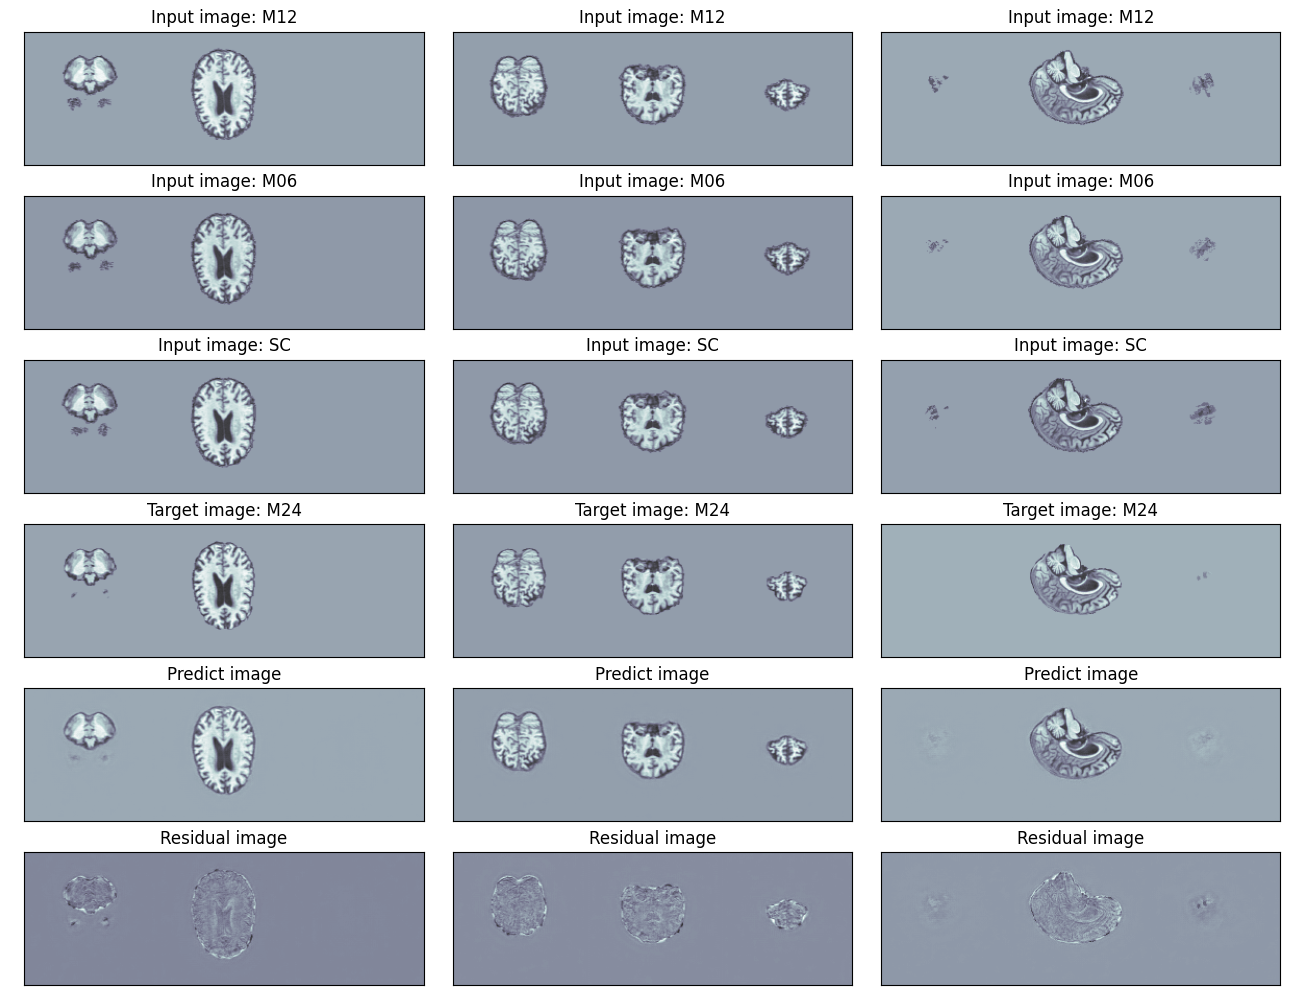 Input image: M12 Input image: M12 Input image: M12
Input image: M06 Input image: M06 Input image: M06
Input image: SC Input image: SC Input image: SC
Target image: M24 Target image: M24 Target image: M24
Predict image Predict image Predict image
Residual image Residual image Residual image